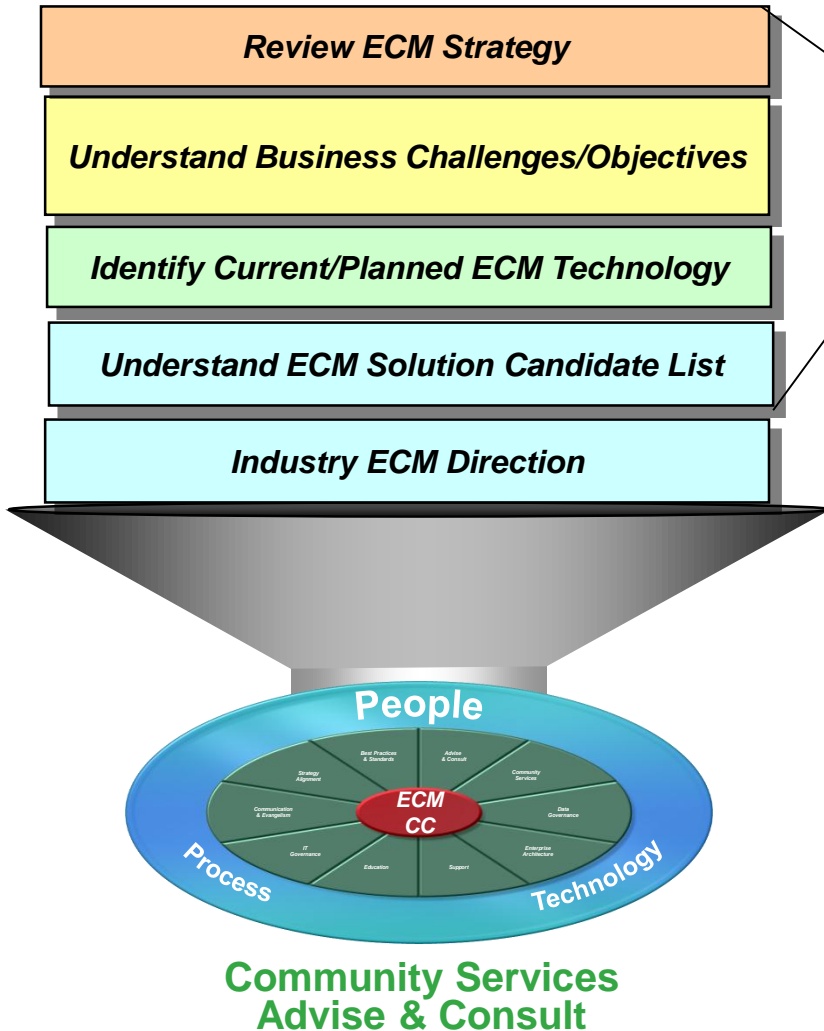 Review ECM Strategy
Understand Business Challenges/Objectives
Identify Current/Planned ECM Technology
Understand ECM Solution Candidate List
Industry ECM Direction
People
Best Practices
& Standards
Advise
& Consult
Strategy
Alignment
Community
Services
Communication
& Evangelism
ECM
CC
Data
Governance
IT
Governance
Enterprise
Architecture
Education
Support
Process
Technology
Community Services
Advise & Consult